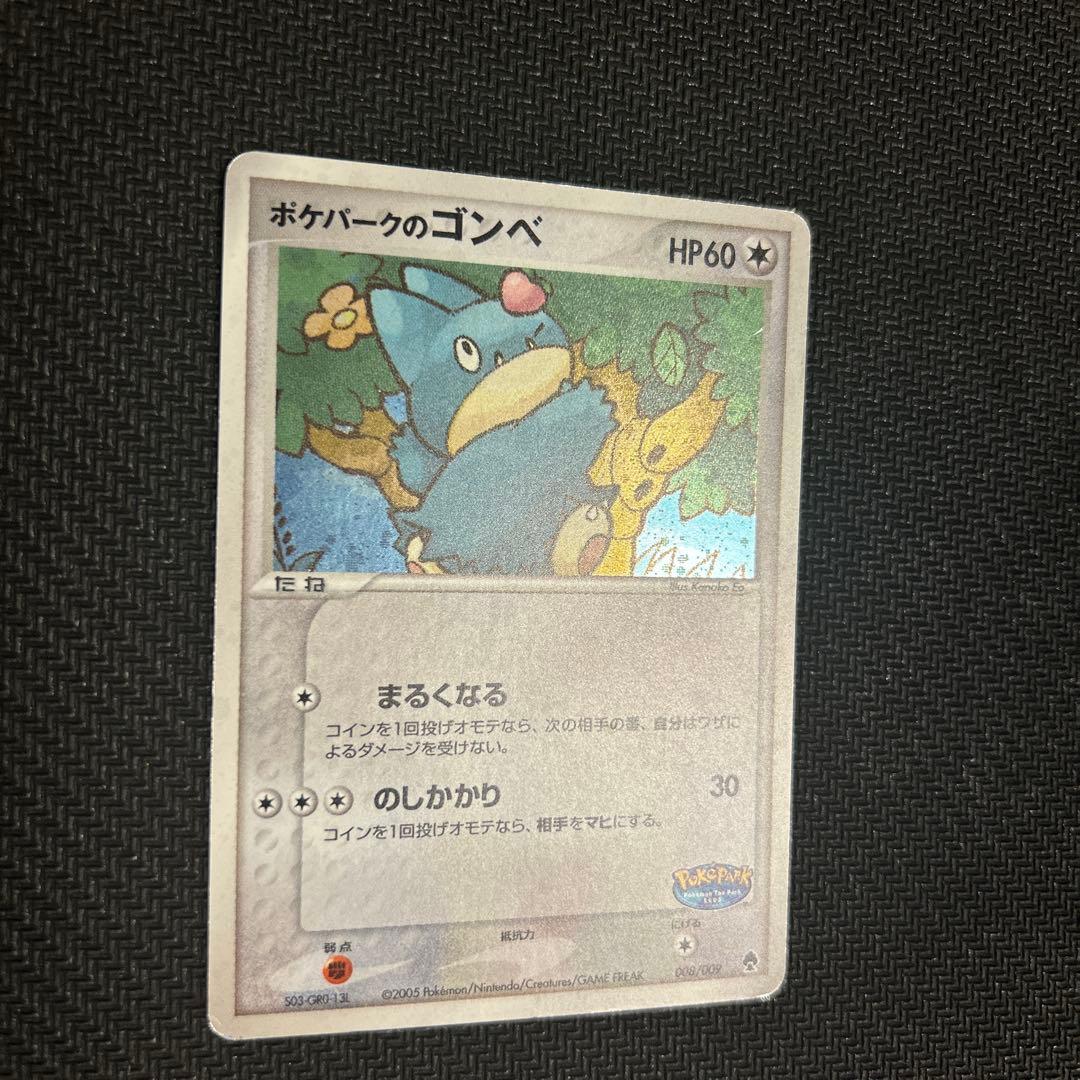 ポケパークのゴンベ
HP60
たね
Illus. Kanako Eo
まるくなる
コインを1回投げオモテなら、次の相手の番、自分はワザに
よるダメージを受けない。
のしかかり 30
コインを1回投げオモテなら、相手をマヒにする。
POKÉPARK
Pokémon The Park
2005
弱点
抵抗力
にげる
S03-GR0-13L
©2005 Pokémon/Nintendo/Creatures/GAME FREAK
008/009